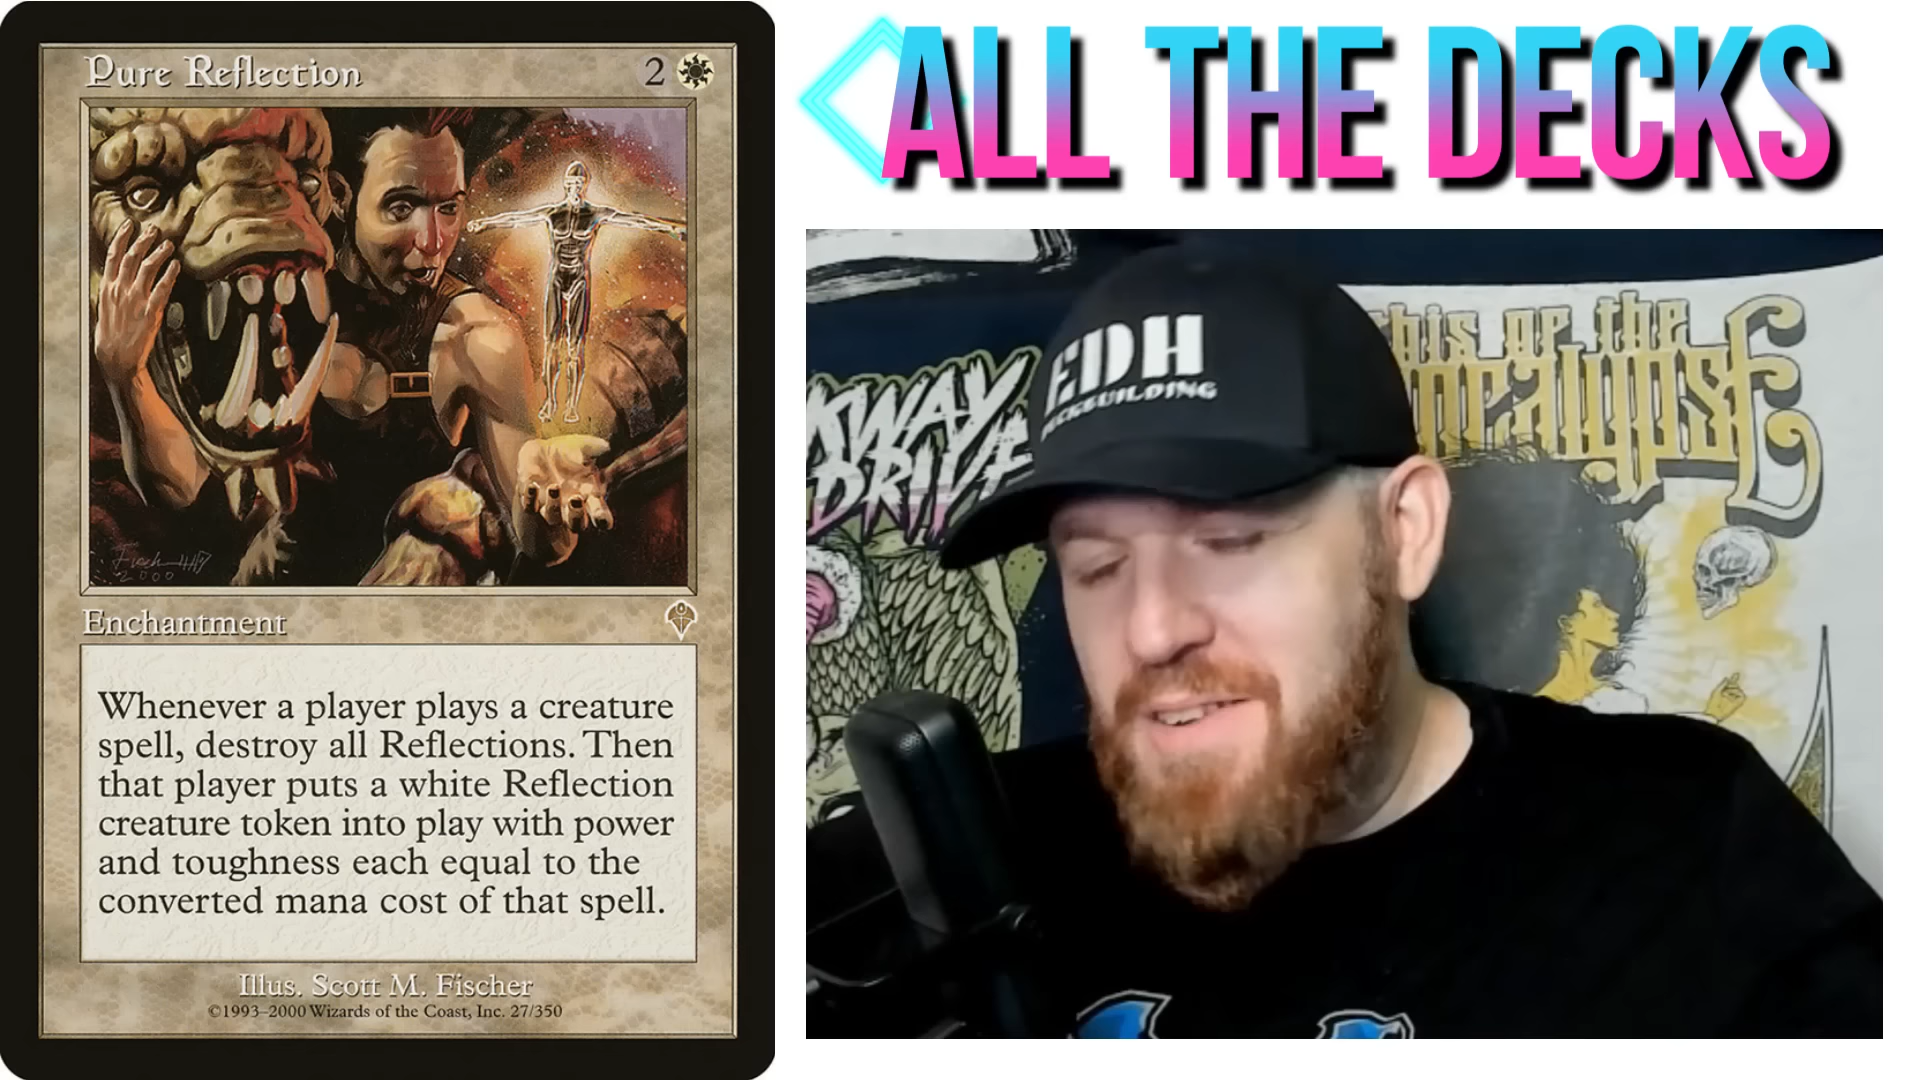 Pure Reflection 2
Enchantment
Whenever a player plays a creature
spell, destroy all Reflections. Then
that player puts a white Reflection
creature token into play with power
and toughness each equal to the
converted mana cost of that spell.
Illus. Scott M. Fischer
©1993–2000 Wizards of the Coast, Inc. 27/350
ALL THE DECKS
EDH
DECKBUILDING
of the